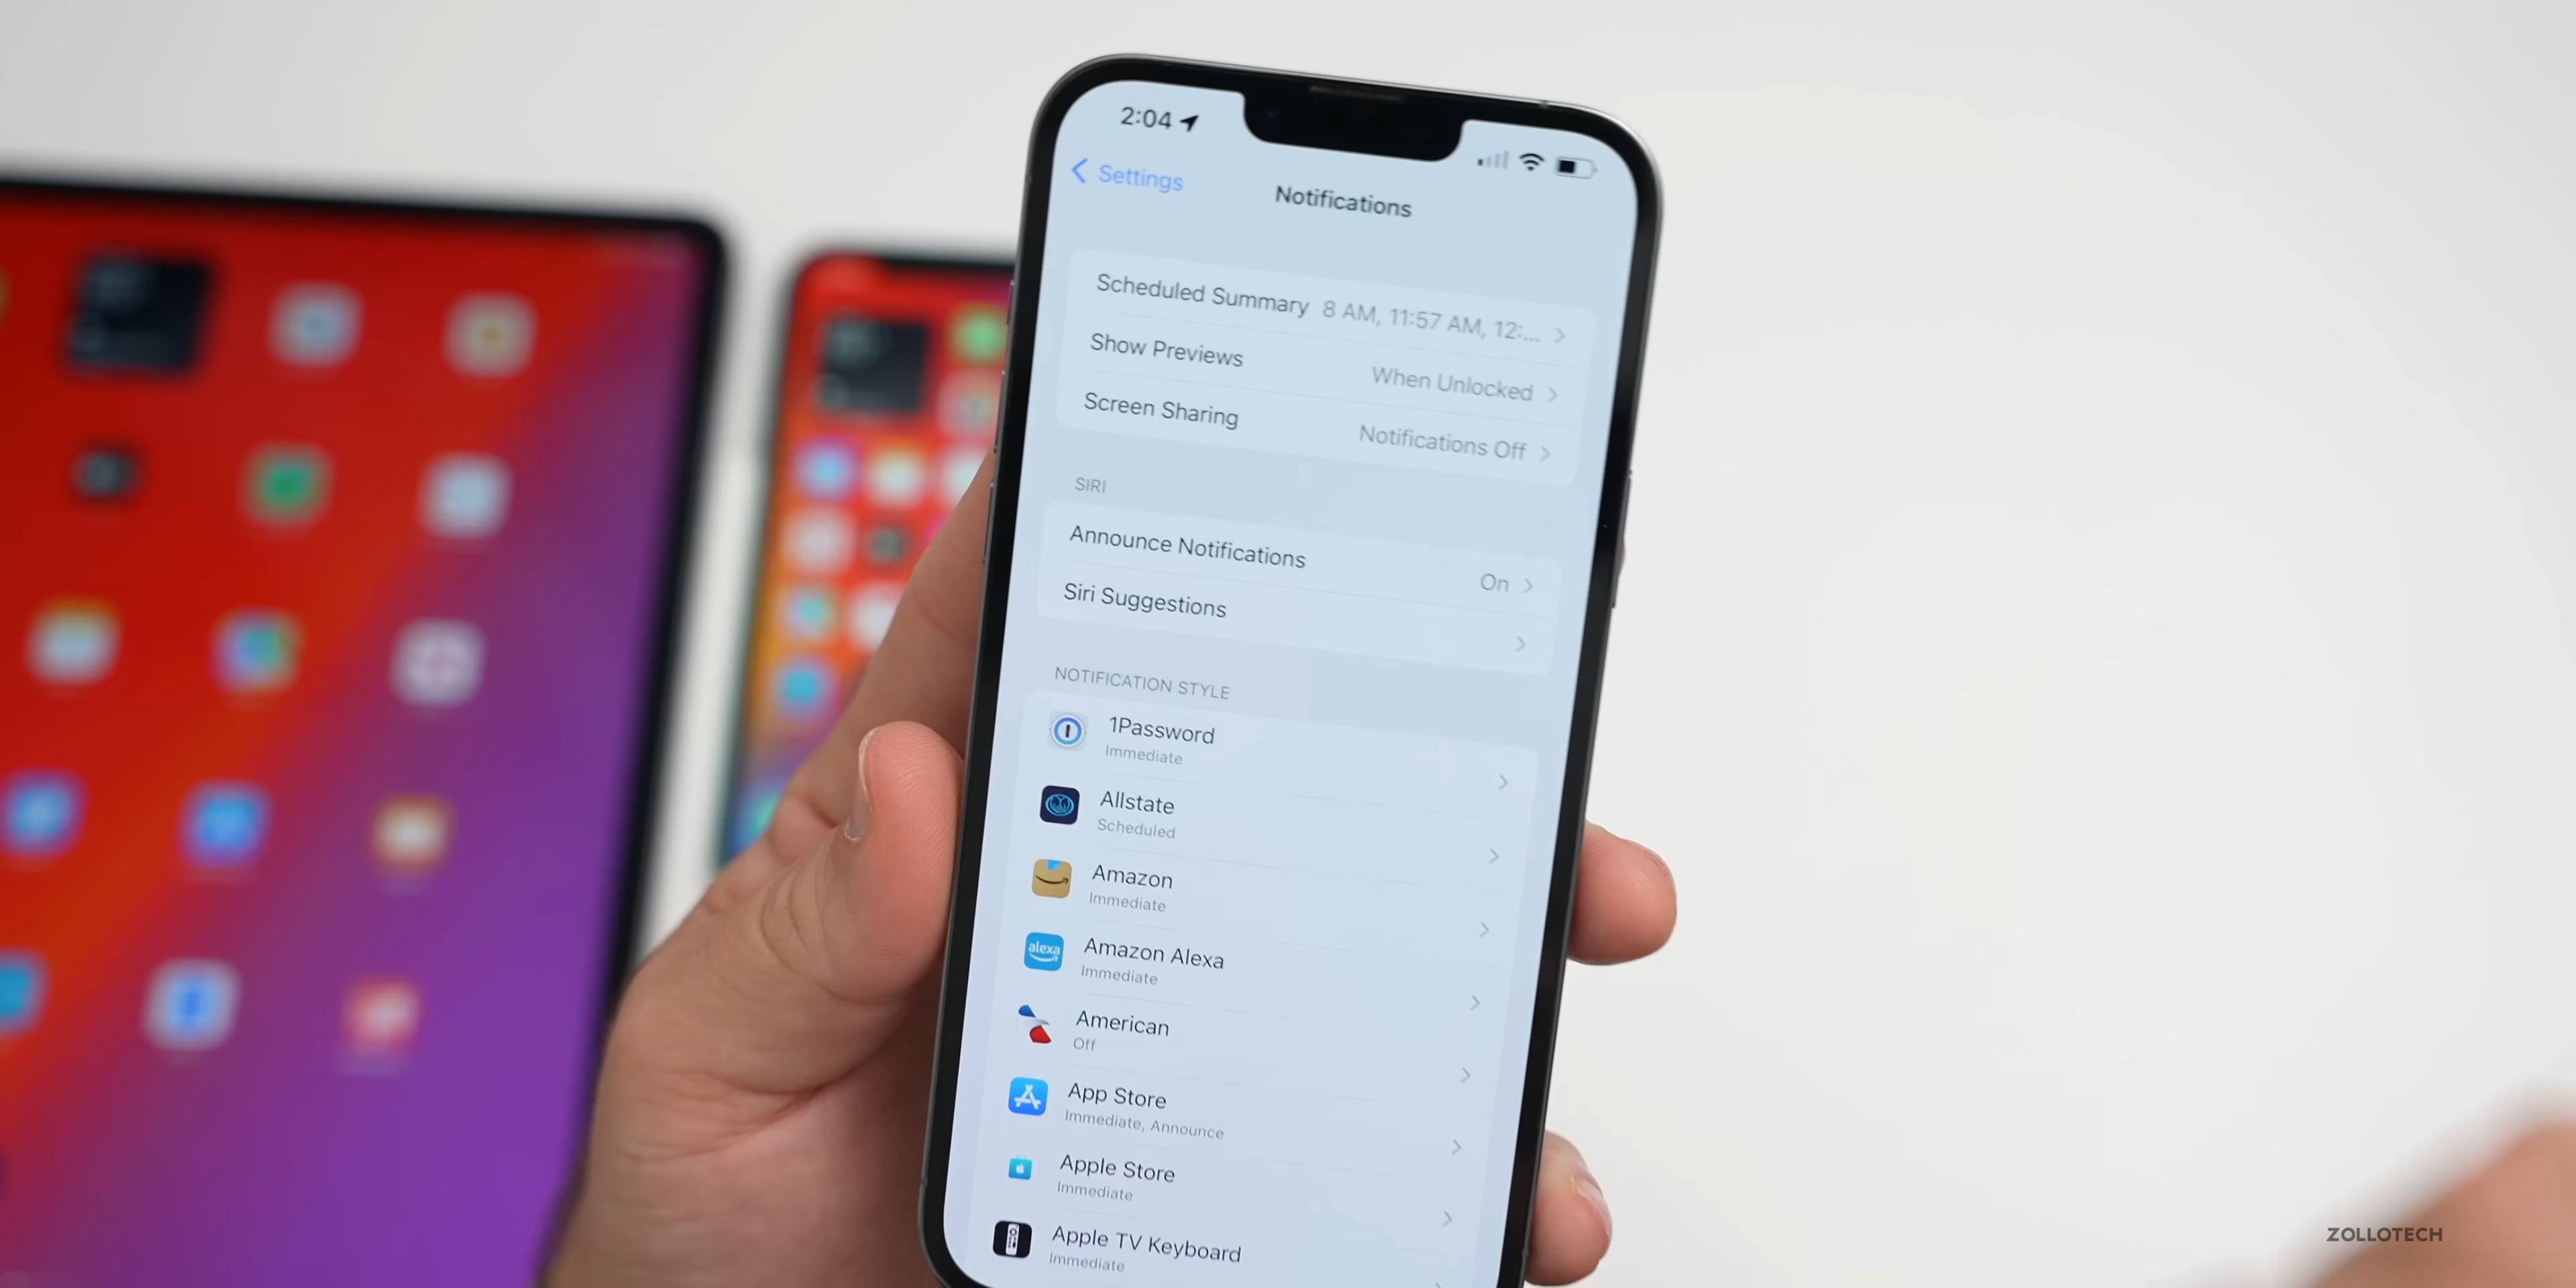 2:04
Settings
Notifications
Scheduled Summary 8 AM, 11:57 AM, 12:...
Show Previews When Unlocked
Screen Sharing Notifications Off
SIRI
Announce Notifications On
Siri Suggestions
NOTIFICATION STYLE
1Password
Immediate
Allstate
Scheduled
Amazon
Immediate
alexa
Amazon Alexa
Immediate
American
Off
App Store
Immediate, Announce
Apple Store
Immediate
Apple TV Keyboard
Immediate
ZOLLOTECH